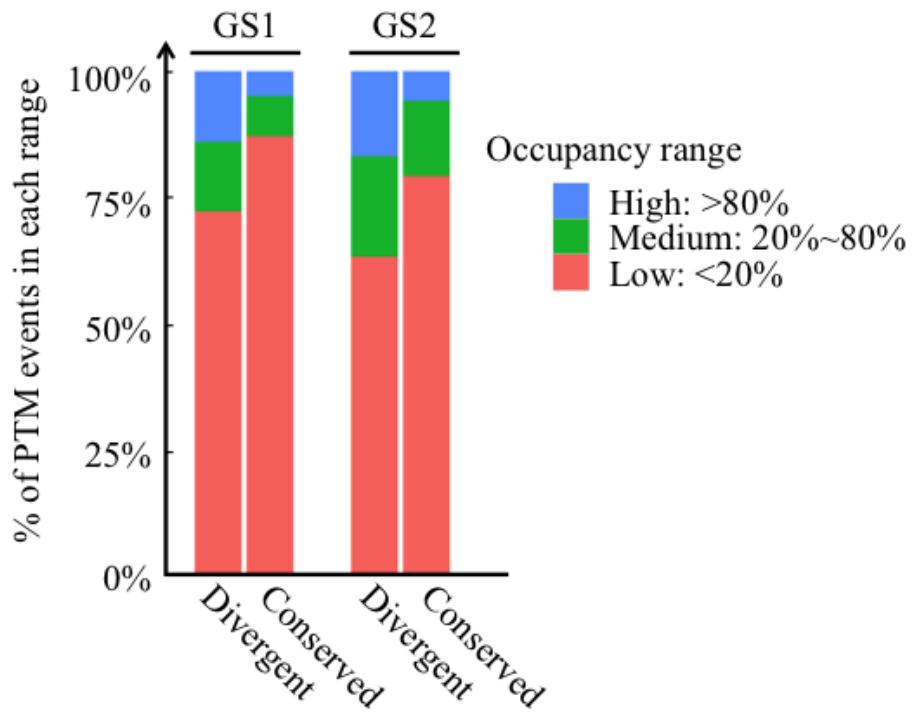 GS1
GS2
% of PTM events in each range
100%
75%
50%
25%
0%
Divergent
Conserved
Divergent
Conserved
Occupancy range
High: >80%
Medium: 20%~80%
Low: <20%